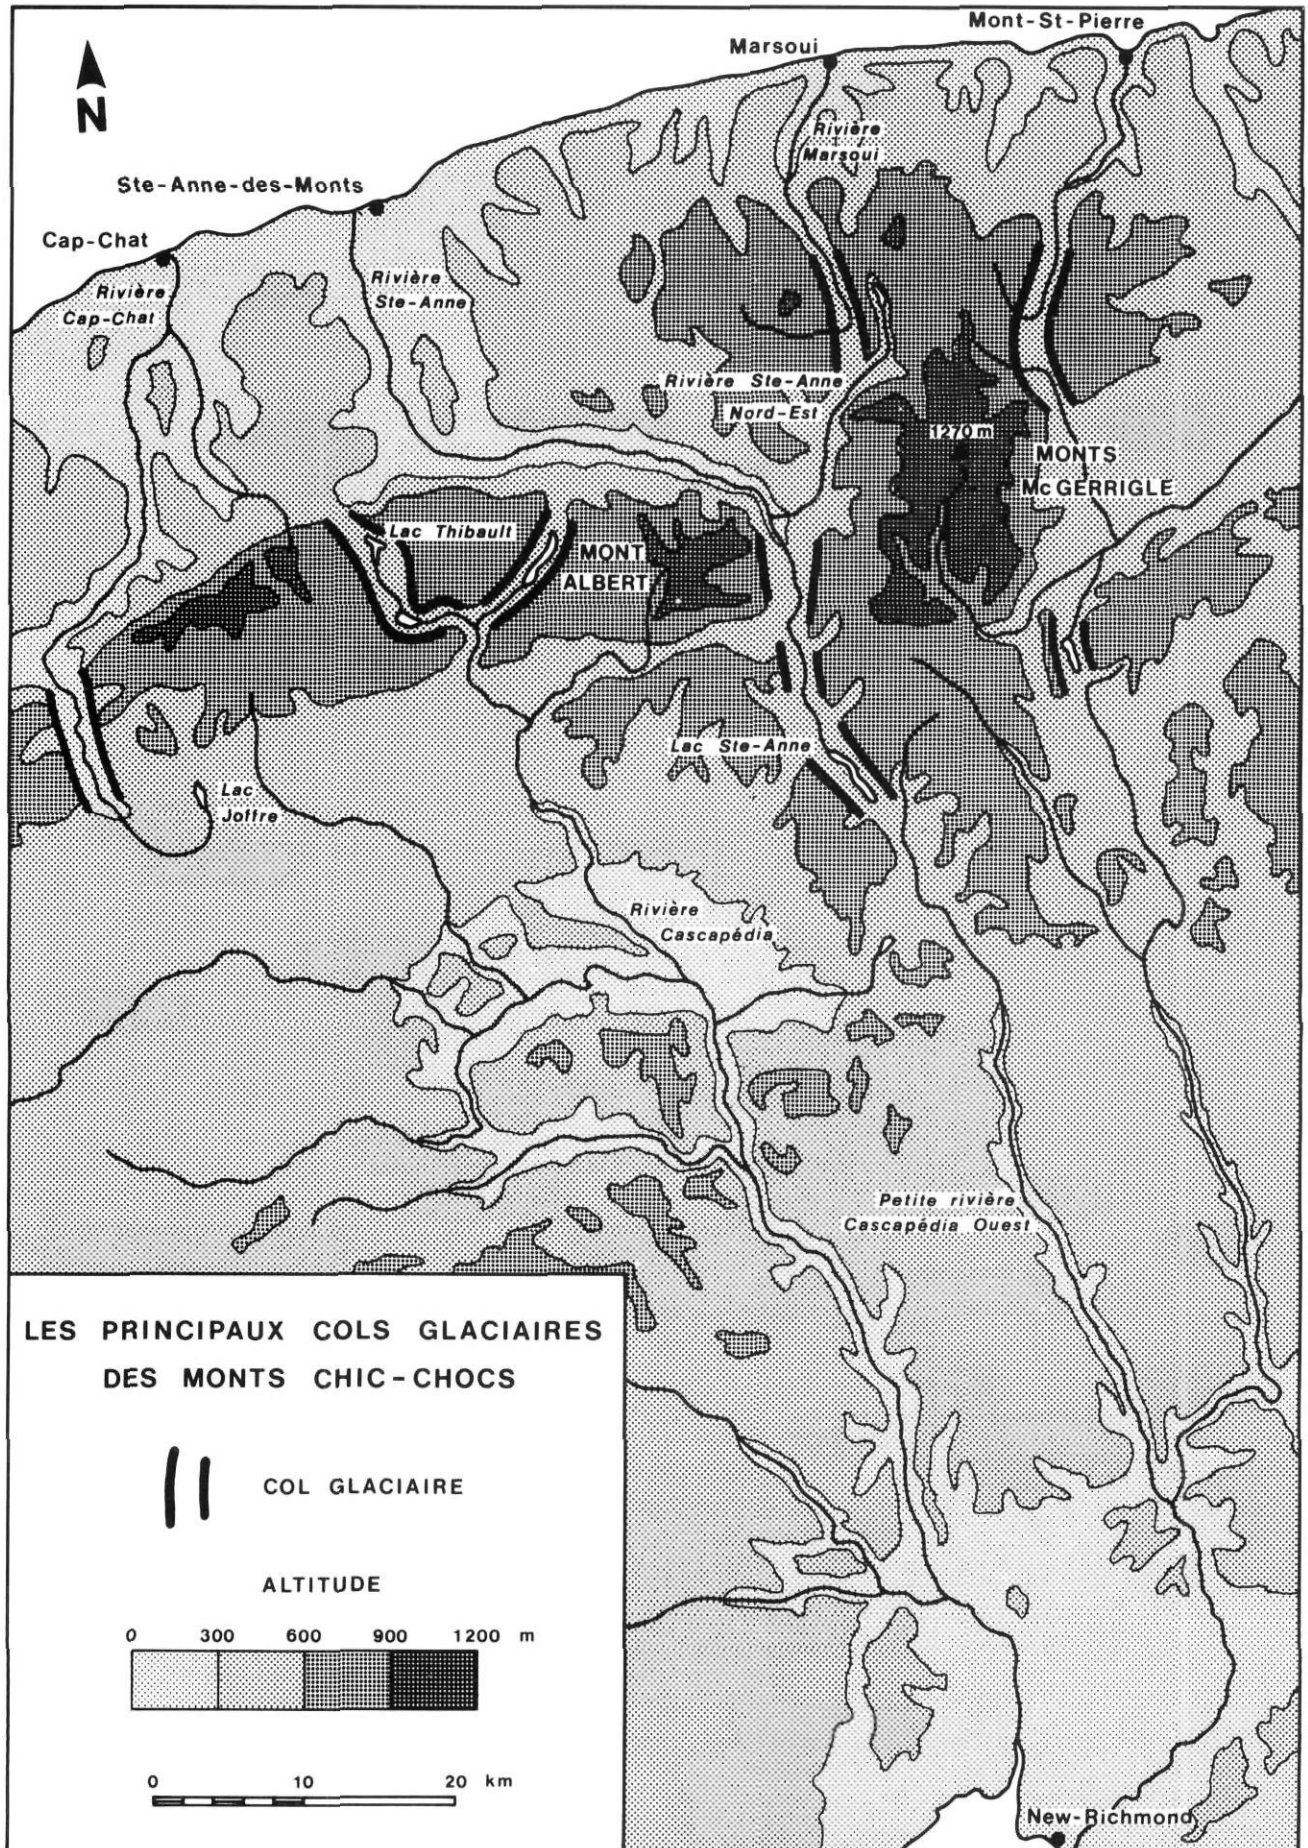 Mont-St-Pierre
Marsoui
N
Rivière
Marsoui
Ste-Anne-des-Monts
Cap-Chat
Rivière
Cap-Chat
Rivière
Ste-Anne
Rivière Ste-Anne
Nord-Est
1270 m
MONTS
McGERRIGLE
Lac Thibault
MONT
ALBERT
Lac Ste-Anne
Lac
Joffre
Rivière
Cascapédia
Petite rivière
Cascapédia Ouest
LES PRINCIPAUX COLS GLACIAIRES
DES MONTS CHIC-CHOCS
COL GLACIAIRE
ALTITUDE
0 300 600 900 1200 m
0 10 20 km
New-Richmond